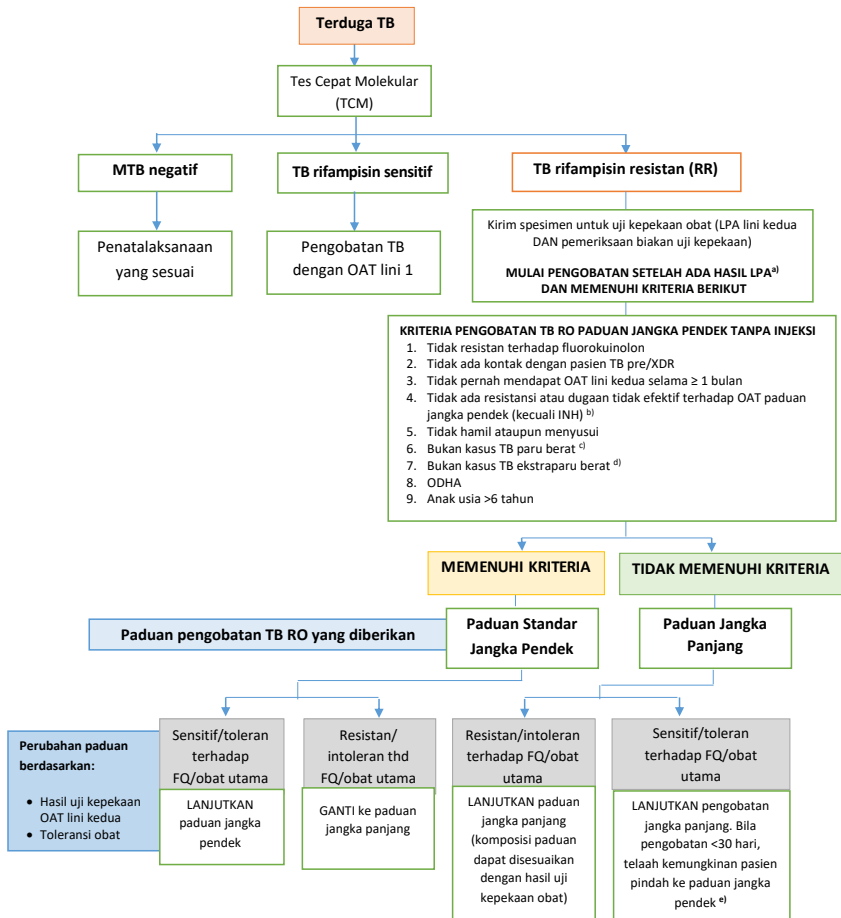 Terduga TB
Tes Cepat Molekular
(TCM)
MTB negatif
TB rifampisin sensitif
TB rifampisin resistan (RR)
Penatalaksanaan
yang sesuai
Pengobatan TB
dengan OAT lini 1
Kirim spesimen untuk uji kepekaan obat (LPA lini kedua
DAN pemeriksaan biakan uji kepekaan)
MULAI PENGOBATAN SETELAH ADA HASIL LPAa)
DAN MEMENUHI KRITERIA BERIKUT
KRITERIA PENGOBATAN TB RO PADUAN JANGKA PENDEK TANPA INJEKSI
1. Tidak resistan terhadap fluorokuinolon
2. Tidak ada kontak dengan pasien TB pre/XDR
3. Tidak pernah mendapat OAT lini kedua selama ≥ 1 bulan
4. Tidak ada resistansi atau dugaan tidak efektif terhadap OAT paduan
jangka pendek (kecuali INH) b)
5. Tidak hamil ataupun menyusui
6. Bukan kasus TB paru berat c)
7. Bukan kasus TB ekstraparu berat d)
8. ODHA
9. Anak usia >6 tahun
MEMENUHI KRITERIA
TIDAK MEMENUHI KRITERIA
Paduan pengobatan TB RO yang diberikan
Paduan Standar
Jangka Pendek
Paduan Jangka
Panjang
Perubahan paduan
berdasarkan:
• Hasil uji kepekaan
OAT lini kedua
• Toleransi obat
Sensitif/toleran
terhadap
FQ/obat utama
LANJUTKAN
paduan jangka
pendek
Resistan/
intoleran thd
FQ/obat utama
GANTI ke paduan
jangka panjang
Resistan/intoleran
terhadap FQ/obat
utama
LANJUTKAN paduan
jangka panjang
(komposisi paduan
dapat disesuaikan
dengan hasil uji
kepekaan obat)
Sensitif/toleran
terhadap FQ/obat
utama
LANJUTKAN pengobatan
jangka panjang. Bila
pengobatan <30 hari,
telaah kemungkinan pasien
pindah ke paduan jangka
pendek e)